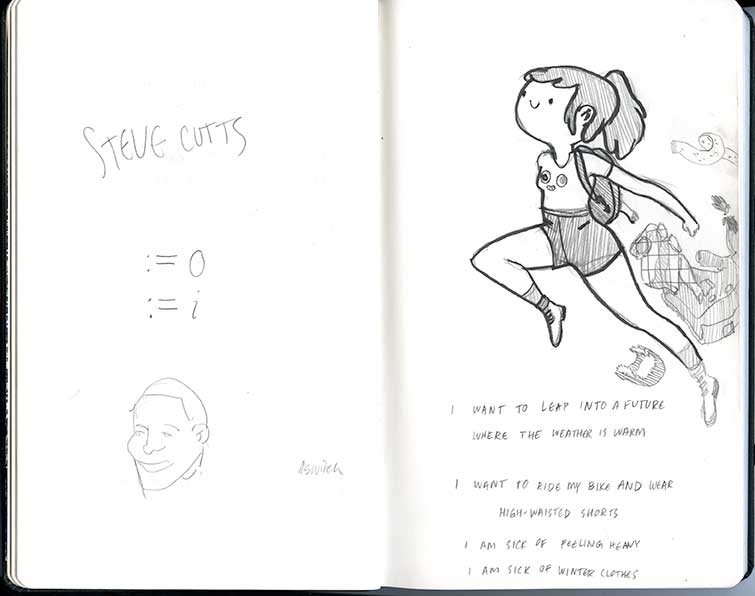 STEVE CUTTS
:= 0
:= i
I WANT TO LEAP INTO A FUTURE
WHERE THE WEATHER IS WARM
I WANT TO RIDE MY BIKE AND WEAR
HIGH-WAISTED SHORTS
I AM SICK OF FEELING HEAVY
I AM SICK OF WINTER CLOTHES